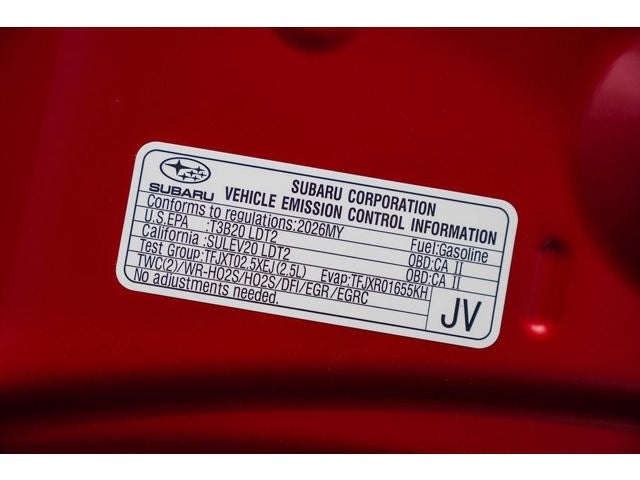 SUBARU
SUBARU CORPORATION
VEHICLE EMISSION CONTROL INFORMATION
Conforms to regulations:2026MY Fuel:Gasoline
U.S.EPA :T3B20 LDT2 OBD:CA II
California :SULEV20 LDT2 OBD:CA II
Test Group:TFJXT02.5XEJ(2.5L) Evap:TFJXR01655KH
TWC(2)/WR-HO2S/HO2S/DFI/EGR/EGRC
No adjustments needed.
JV